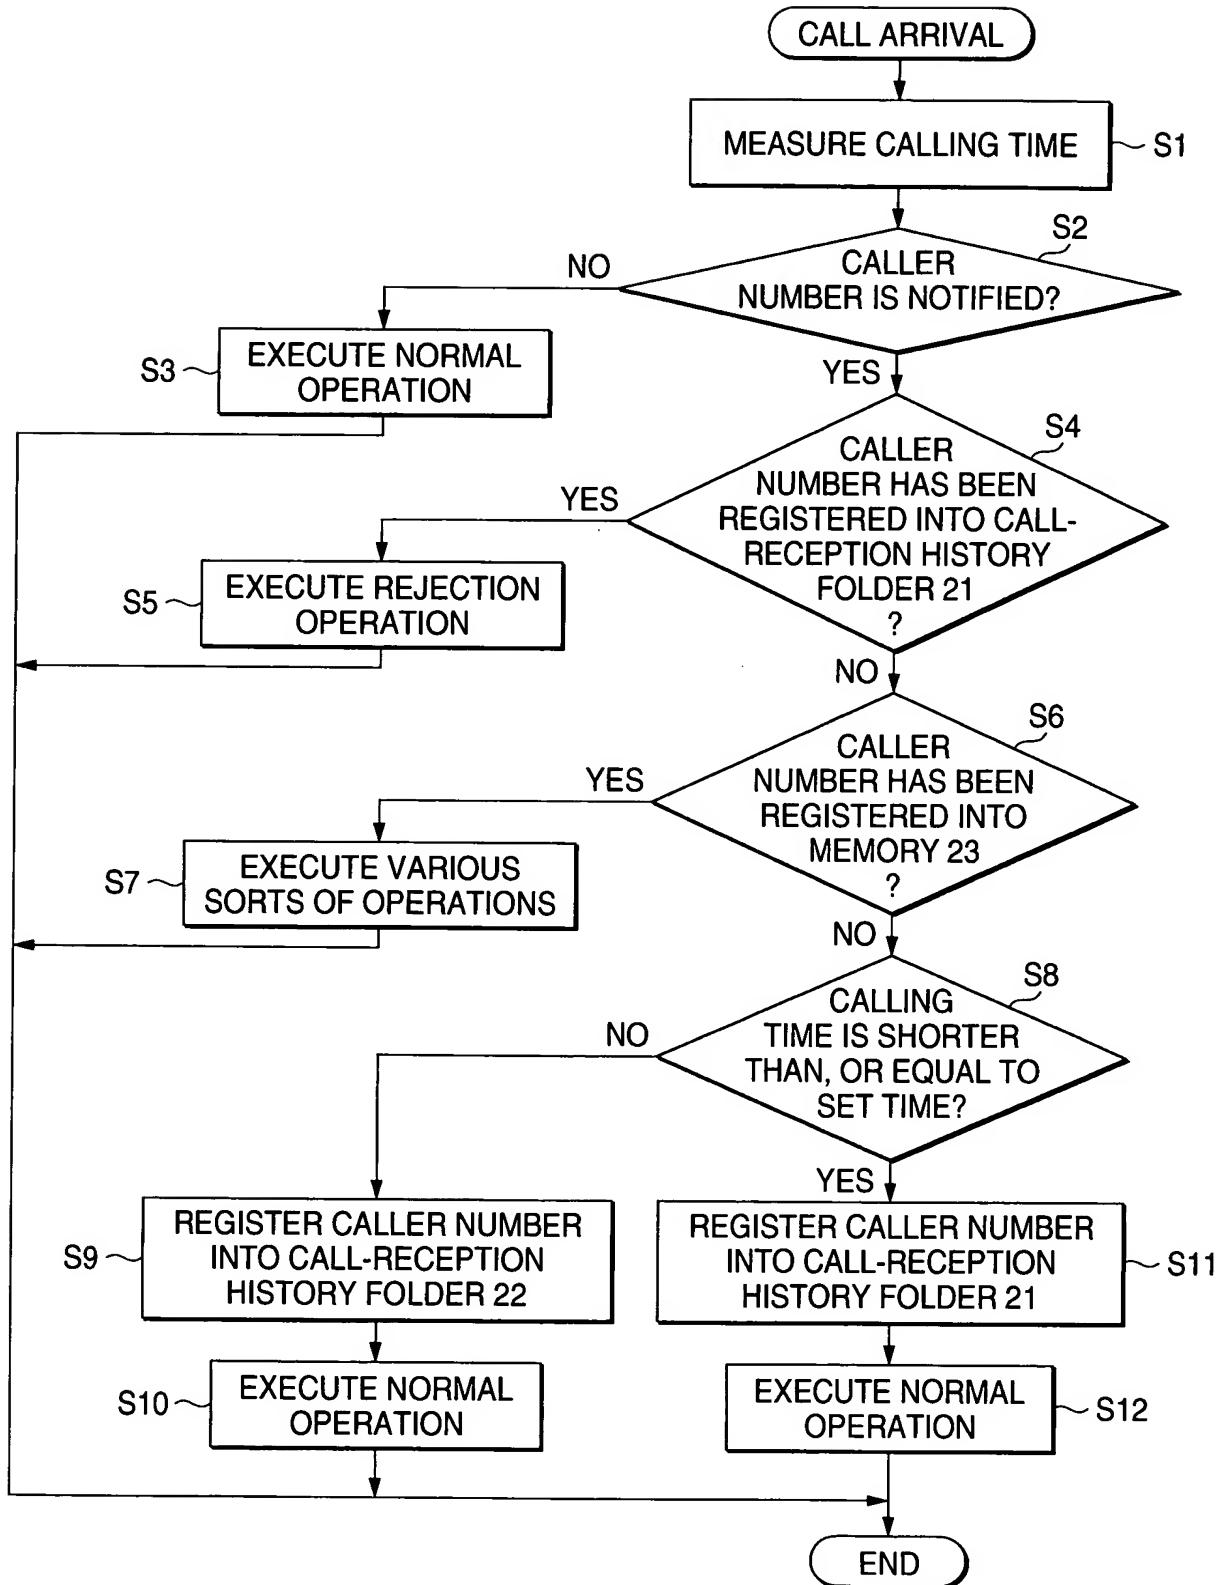 CALL ARRIVAL
MEASURE CALLING TIME
S1
S2
CALLER
NUMBER IS NOTIFIED?
NO
YES
S3
EXECUTE NORMAL
OPERATION
S4
CALLER
NUMBER HAS BEEN
REGISTERED INTO CALL-
RECEPTION HISTORY
FOLDER 21
?
YES
NO
S5
EXECUTE REJECTION
OPERATION
S6
CALLER
NUMBER HAS BEEN
REGISTERED INTO
MEMORY 23
?
YES
NO
S7
EXECUTE VARIOUS
SORTS OF OPERATIONS
S8
CALLING
TIME IS SHORTER
THAN, OR EQUAL TO
SET TIME?
NO
YES
S9
REGISTER CALLER NUMBER
INTO CALL-RECEPTION
HISTORY FOLDER 22
REGISTER CALLER NUMBER
INTO CALL-RECEPTION
HISTORY FOLDER 21
S11
S10
EXECUTE NORMAL
OPERATION
EXECUTE NORMAL
OPERATION
S12
END